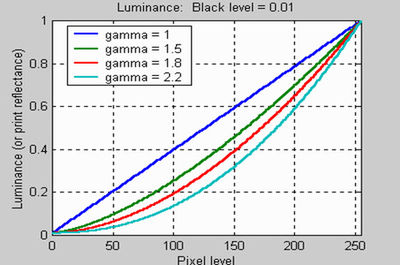 Luminance: Black level = 0.01
Luminance (or print reflectance)
1
0.8
0.6
0.4
0.2
0
gamma = 1
gamma = 1.5
gamma = 1.8
gamma = 2.2
0 50 100 150 200 250
Pixel level